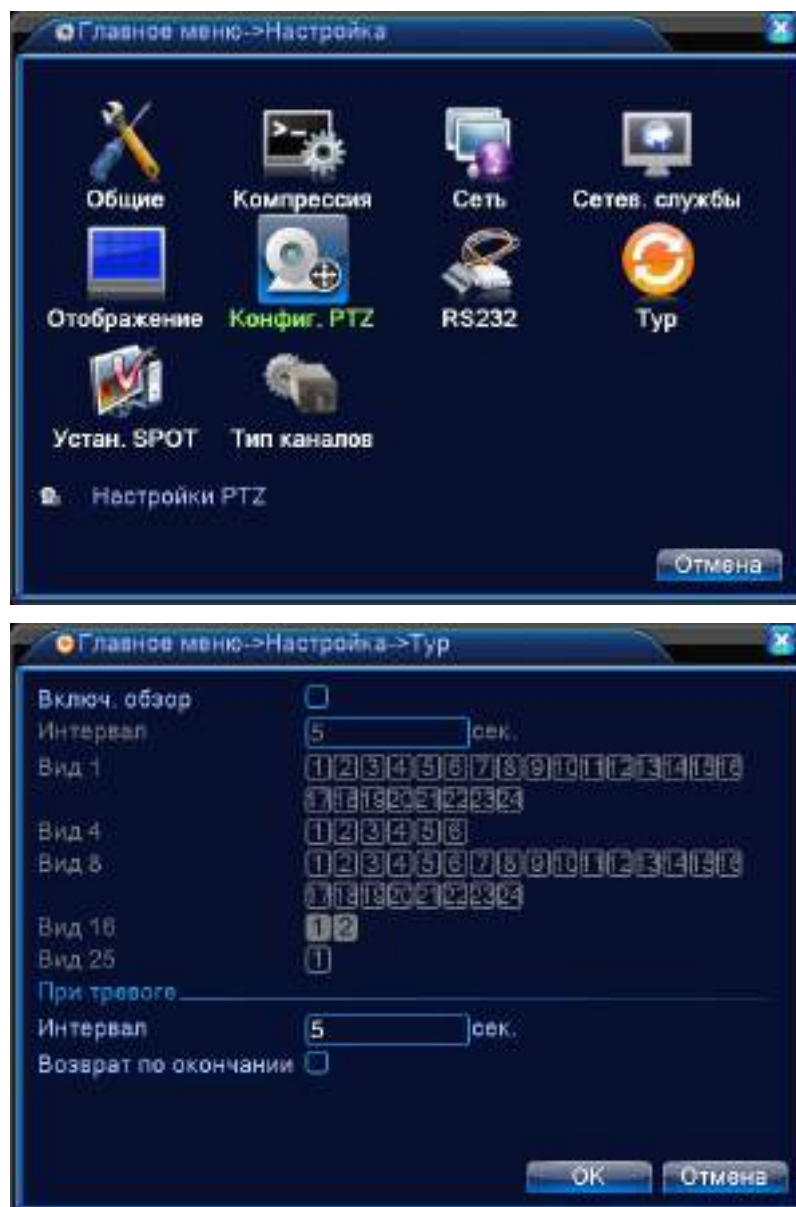 Главное меню->Настройка
Общие Компрессия Сеть Сетев. службы
Отображение Конфиг. PTZ RS232 Тур
Устан. SPOT Тип каналов
Настройки PTZ
Отмена
Главное меню->Настройка->Тур
Включ. обзор
Интервал 5 сек.
Вид 1 1 2 3 4 5 6 7 8 9 10 11 12 13 14 15 16
17 18 19 20 21 22 23 24
Вид 4 1 2 3 4 5 6
Вид 8 1 2 3 4 5 6 7 8 9 10 11 12 13 14 15 16
17 18 19 20 21 22 23 24
Вид 16 1 2
Вид 25 1
При тревоге
Интервал 5 сек.
Возврат по окончании
OK Отмена